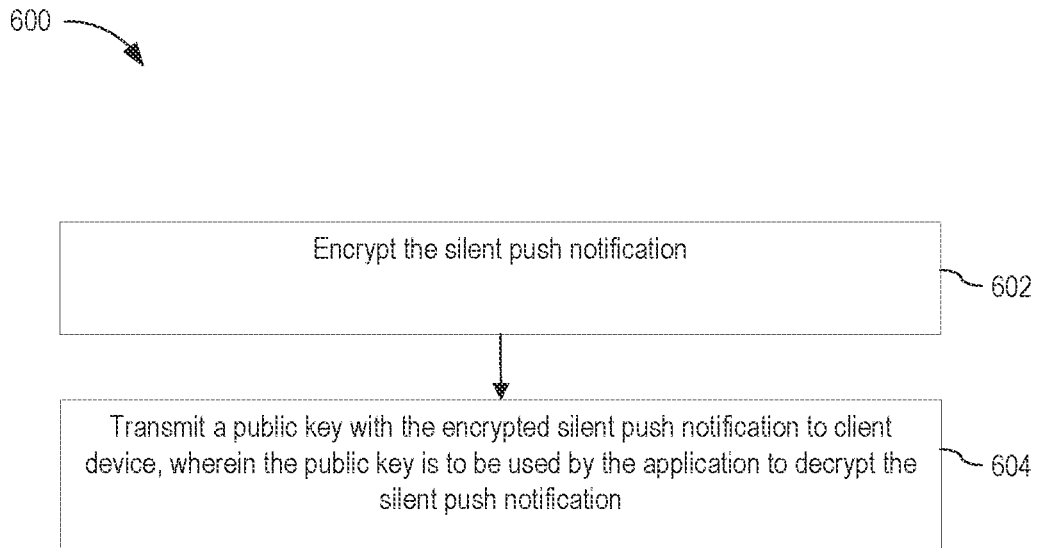 600
Encrypt the silent push notification
602
Transmit a public key with the encrypted silent push notification to client
device, wherein the public key is to be used by the application to decrypt the
silent push notification
604